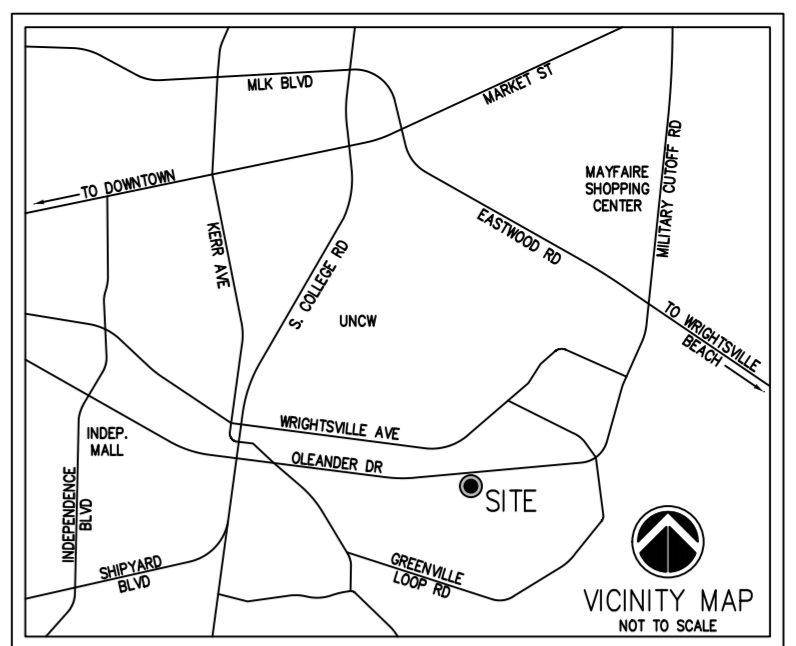 MLK BLVD
MARKET ST
TO DOWNTOWN
MAYFAIRE
SHOPPING
CENTER
MILITARY CUTOFF RD
KERR AVE
S. COLLEGE RD
EASTWOOD RD
UNCW
TO WRIGHTSVILLE
BEACH
WRIGHTSVILLE AVE
INDEP.
MALL
OLEANDER DR
SITE
INDEPENDENCE
BLVD
SHIPYARD
BLVD
GREENVILLE
LOOP RD
VICINITY MAP
NOT TO SCALE